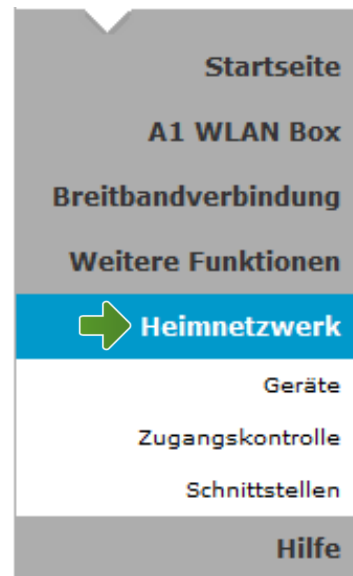 Startseite
A1 WLAN Box
Breitbandverbindung
Weitere Funktionen
Heimnetzwerk
Geräte
Zugangskontrolle
Schnittstellen
Hilfe